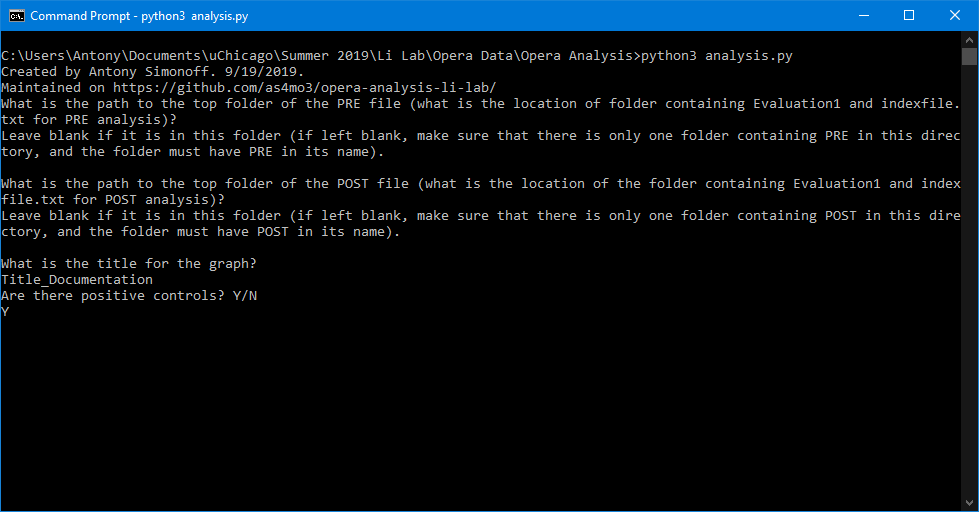 Command Prompt - python3  analysis.py
C:\Users\Antony\Documents\uChicago\Summer 2019\Li Lab\Opera Data\Opera Analysis>python3 analysis.py
Created by Antony Simonoff. 9/19/2019.
Maintained on https://github.com/as4mo3/opera-analysis-li-lab/
What is the path to the top folder of the PRE file (what is the location of folder containing Evaluation1 and indexfile.
txt for PRE analysis)?
Leave blank if it is in this folder (if left blank, make sure that there is only one folder containing PRE in this direc
tory, and the folder must have PRE in its name).
What is the path to the top folder of the POST file (what is the location of the folder containing Evaluation1 and index
file.txt for POST analysis)?
Leave blank if it is in this folder (if left blank, make sure that there is only one folder containing POST in this dire
ctory, and the folder must have POST in its name).
What is the title for the graph?
Title_Documentation
Are there positive controls? Y/N
Y